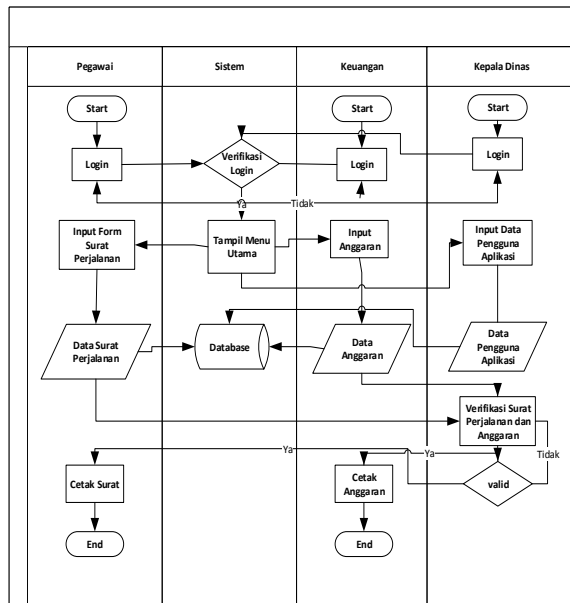 Pegawai
Sistem
Keuangan
Kepala Dinas
Start
Start
Start
Login
Verifikasi
Login
Login
Login
Ya
Tidak
Input Form
Surat
Perjalanan
Tampil Menu
Utama
Input
Anggaran
Input Data
Pengguna
Aplikasi
Data Surat
Perjalanan
Database
Data
Anggaran
Data
Pengguna
Aplikasi
Verifikasi Surat
Perjalanan dan
Anggaran
Ya
Ya
Tidak
Cetak Surat
Cetak
Anggaran
valid
End
End